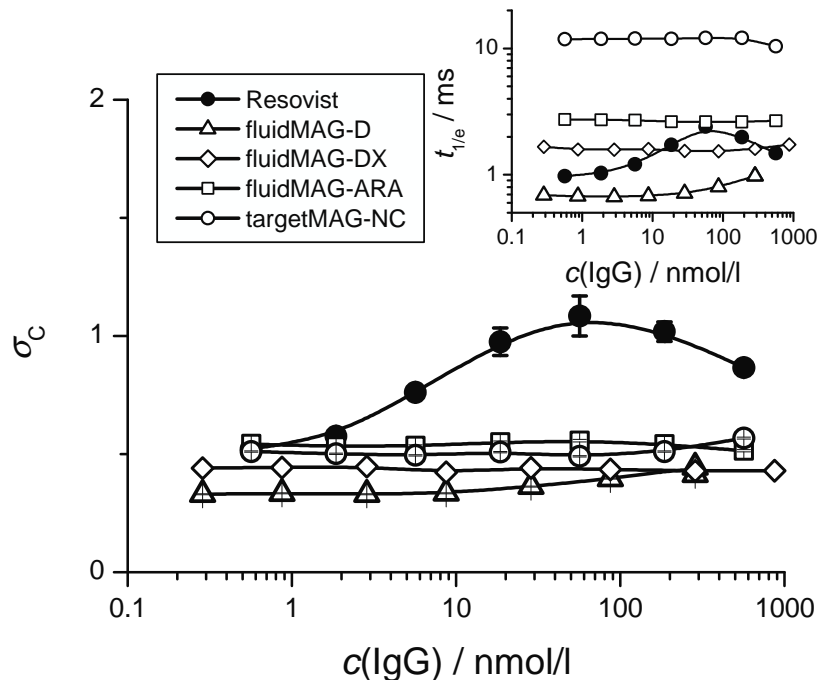 Resovist
fluidMAG-D
fluidMAG-DX
fluidMAG-ARA
targetMAG-NC
10
1
t1/e / ms
0.1 1 10 100 1000
c(IgG) / nmol/l
2
1
0
σC
0.1 1 10 100 1000
c(IgG) / nmol/l